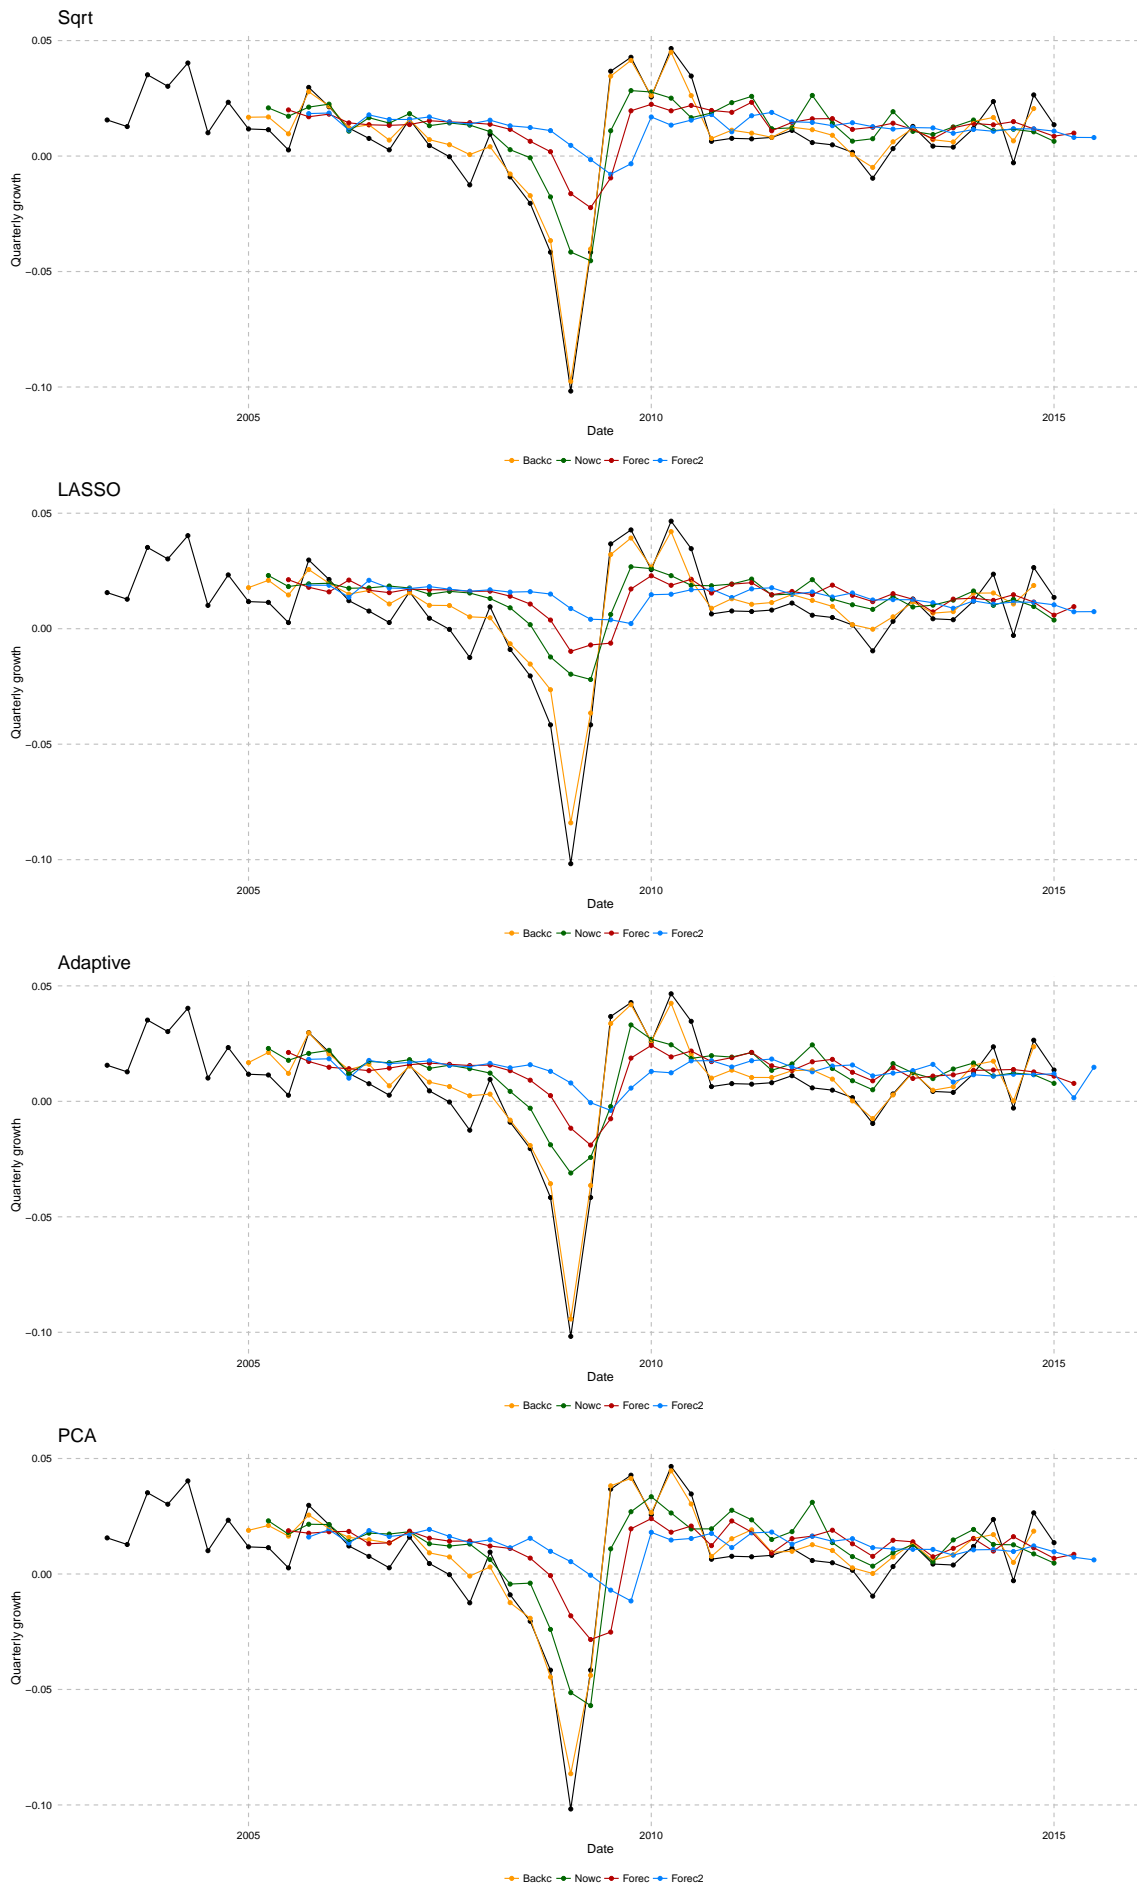 Sqrt
0.05
0.00
−0.05
−0.10
Quarterly growth
2005 2010 2015
Date
Backc Nowc Forec Forec2
LASSO
0.05
0.00
−0.05
−0.10
Quarterly growth
2005 2010 2015
Date
Backc Nowc Forec Forec2
Adaptive
0.05
0.00
−0.05
−0.10
Quarterly growth
2005 2010 2015
Date
Backc Nowc Forec Forec2
PCA
0.05
0.00
−0.05
−0.10
Quarterly growth
2005 2010 2015
Date
Backc Nowc Forec Forec2